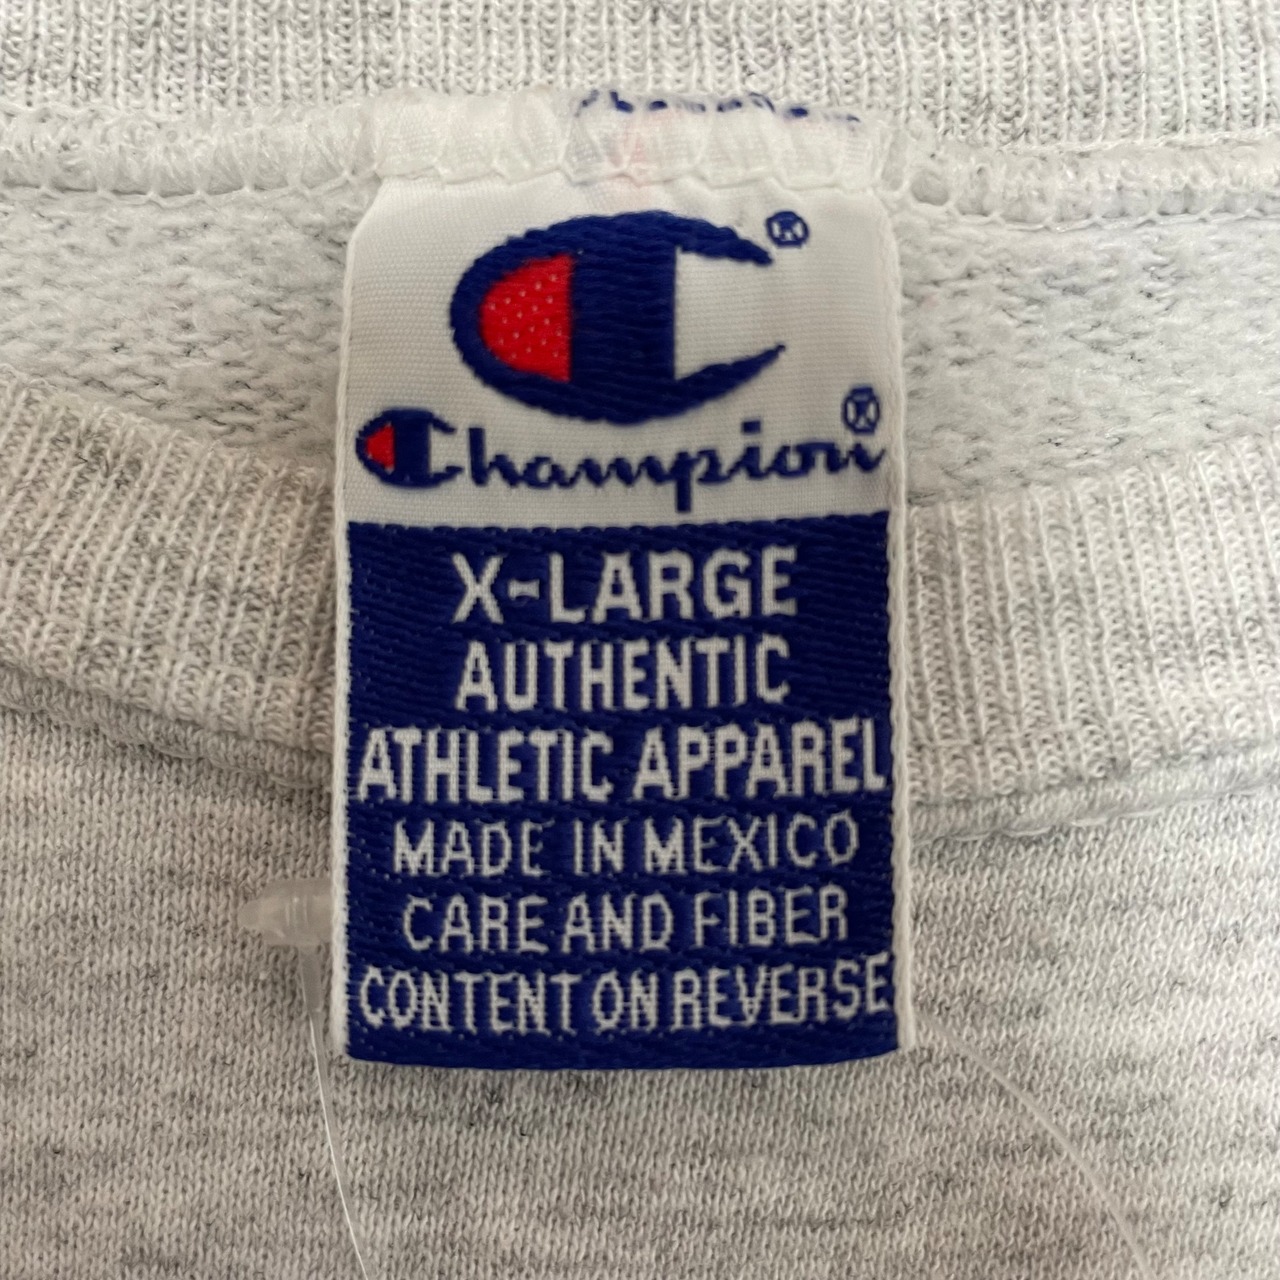 Champion
X-LARGE
AUTHENTIC
ATHLETIC APPAREL
MADE IN MEXICO
CARE AND FIBER
CONTENT ON REVERSE